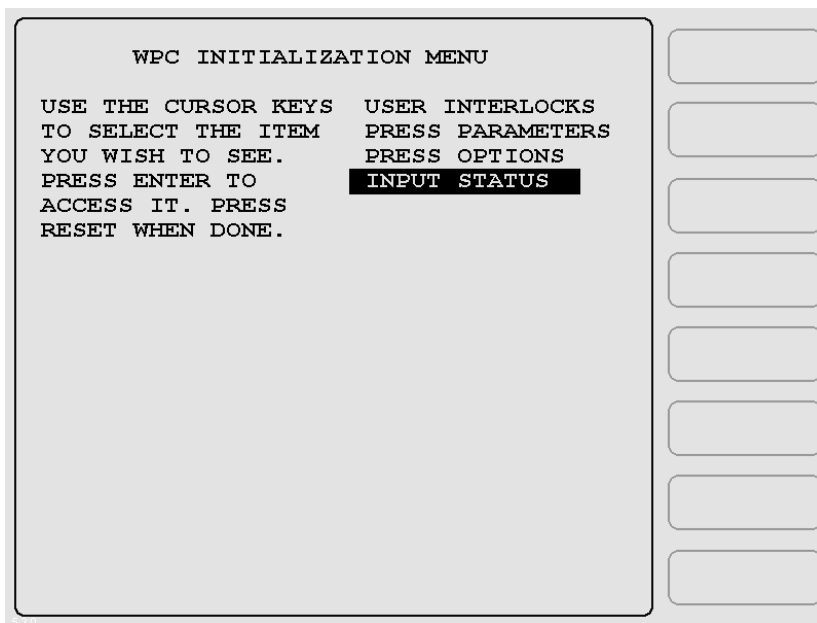 WPC INITIALIZATION MENU
USE THE CURSOR KEYS
TO SELECT THE ITEM
YOU WISH TO SEE.
PRESS ENTER TO
ACCESS IT. PRESS
RESET WHEN DONE.
USER INTERLOCKS
PRESS PARAMETERS
PRESS OPTIONS
INPUT STATUS